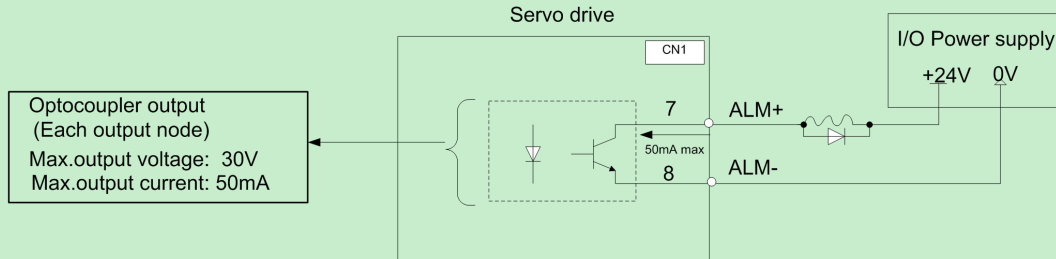 Servo drive
CN1
I/O Power supply
+24V 0V
Optocoupler output
(Each output node)
Max.output voltage: 30V
Max.output current: 50mA
7
ALM+
50mA max
8
ALM-